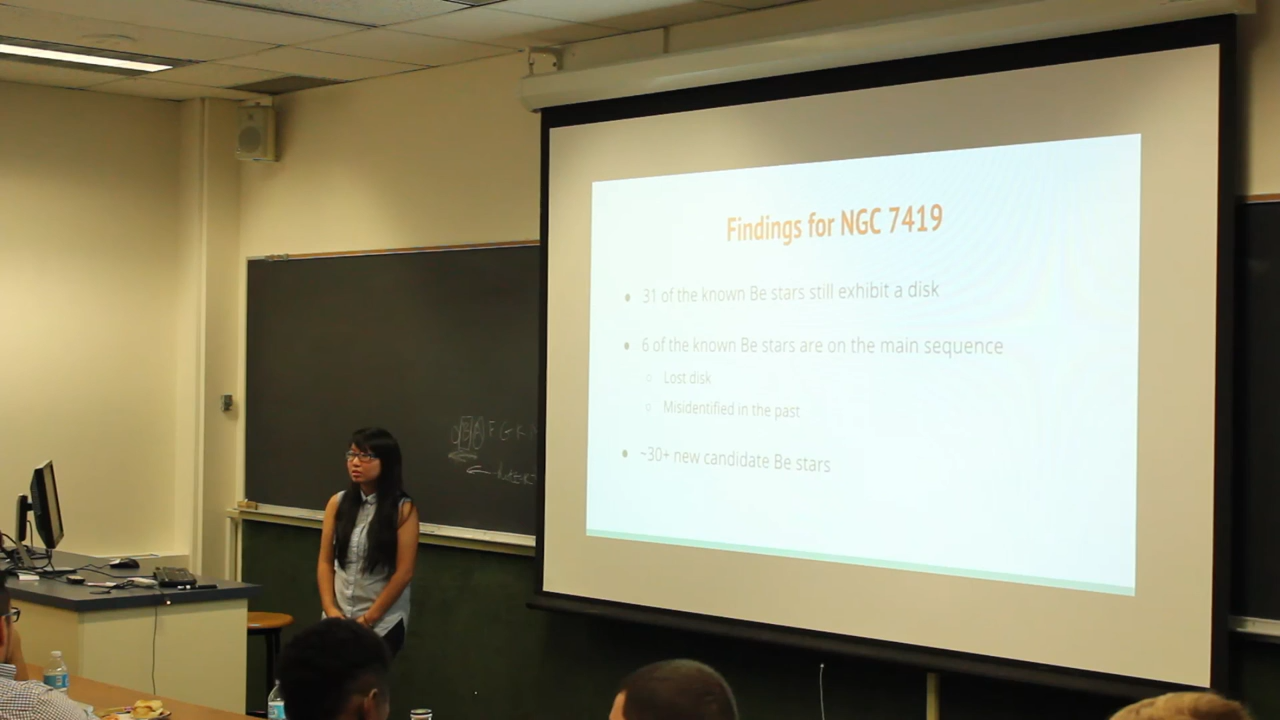 Findings for NGC 7419
• 31 of the known Be stars still exhibit a disk
• 6 of the known Be stars are on the main sequence
○ Lost disk
○ Misidentified in the past
• ~30+ new candidate Be stars
O B A F G K M